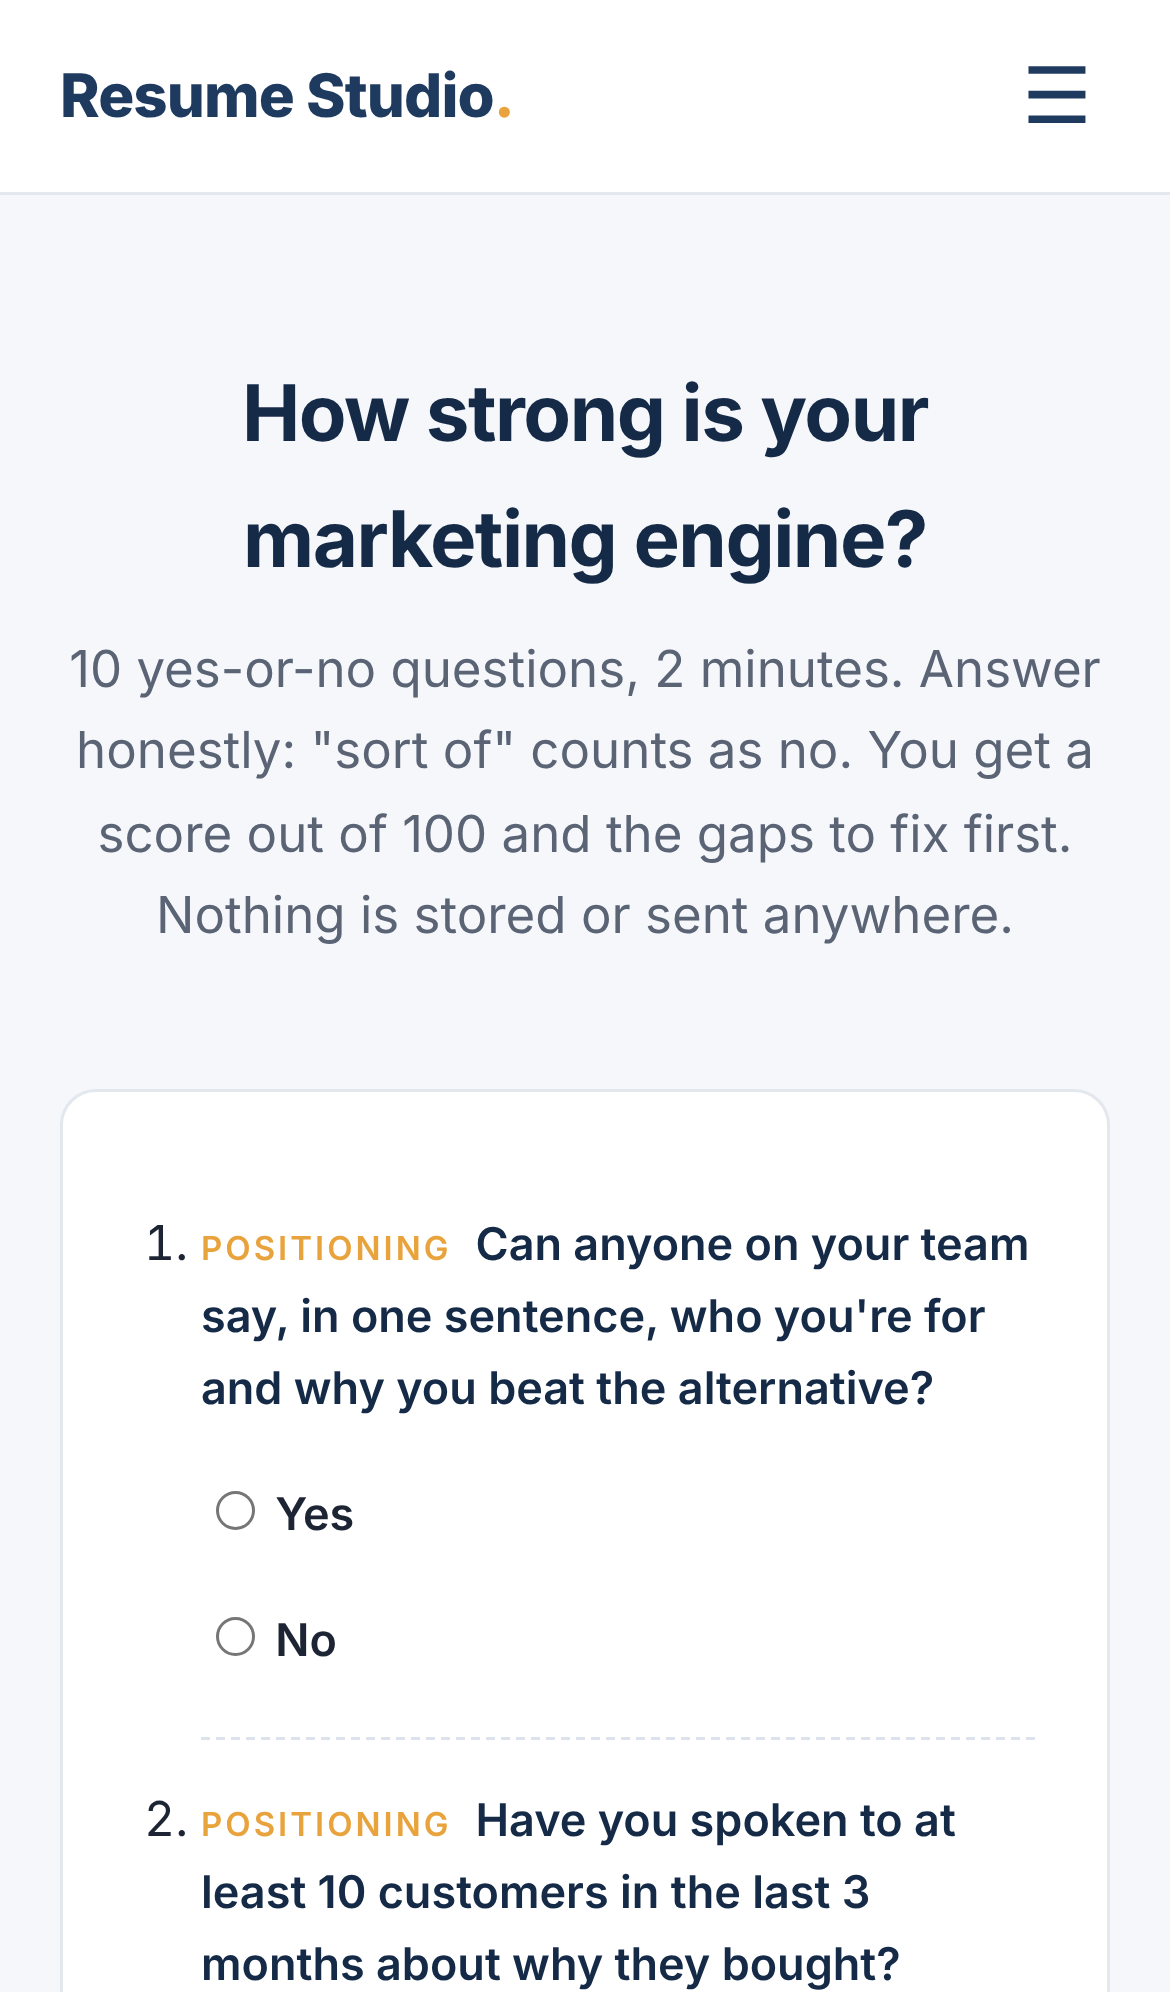 Resume Studio.
How strong is your
marketing engine?
10 yes-or-no questions, 2 minutes. Answer
honestly: "sort of" counts as no. You get a
score out of 100 and the gaps to fix first.
Nothing is stored or sent anywhere.
1. POSITIONING Can anyone on your team
say, in one sentence, who you're for
and why you beat the alternative?
Yes
No
2. POSITIONING Have you spoken to at
least 10 customers in the last 3
months about why they bought?